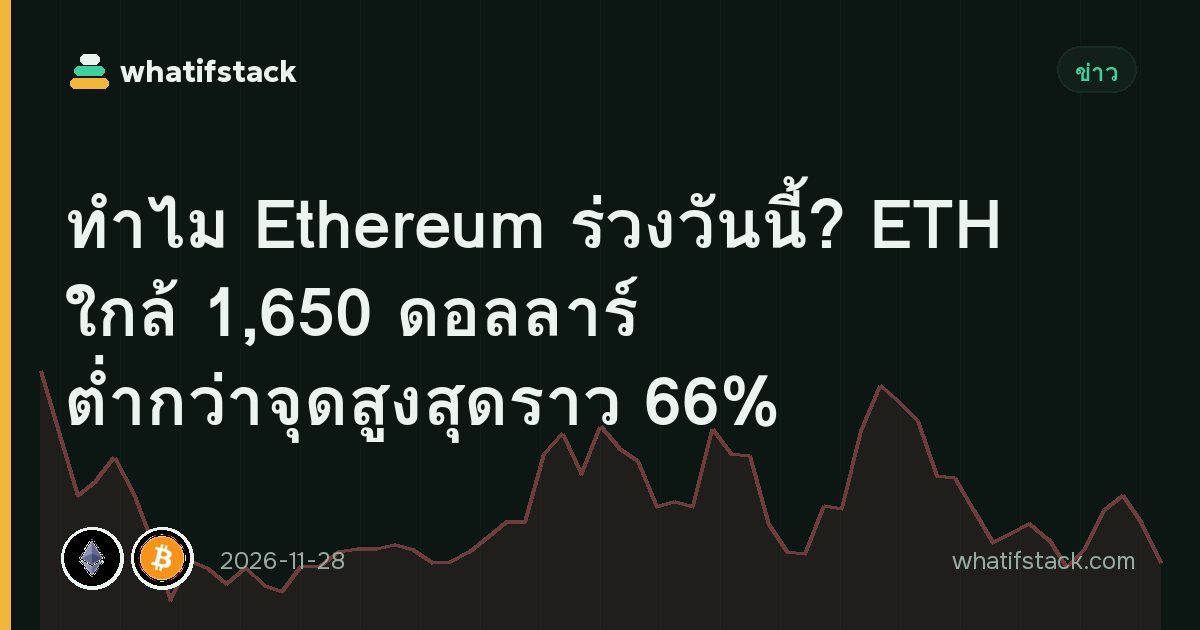 whatifstack
ข่าว
ทำไม Ethereum ร่วงวันนี้? ETH
ใกล้ 1,650 ดอลลาร์
ต่ำกว่าจุดสูงสุดราว 66%
2026-11-28
whatifstack.com